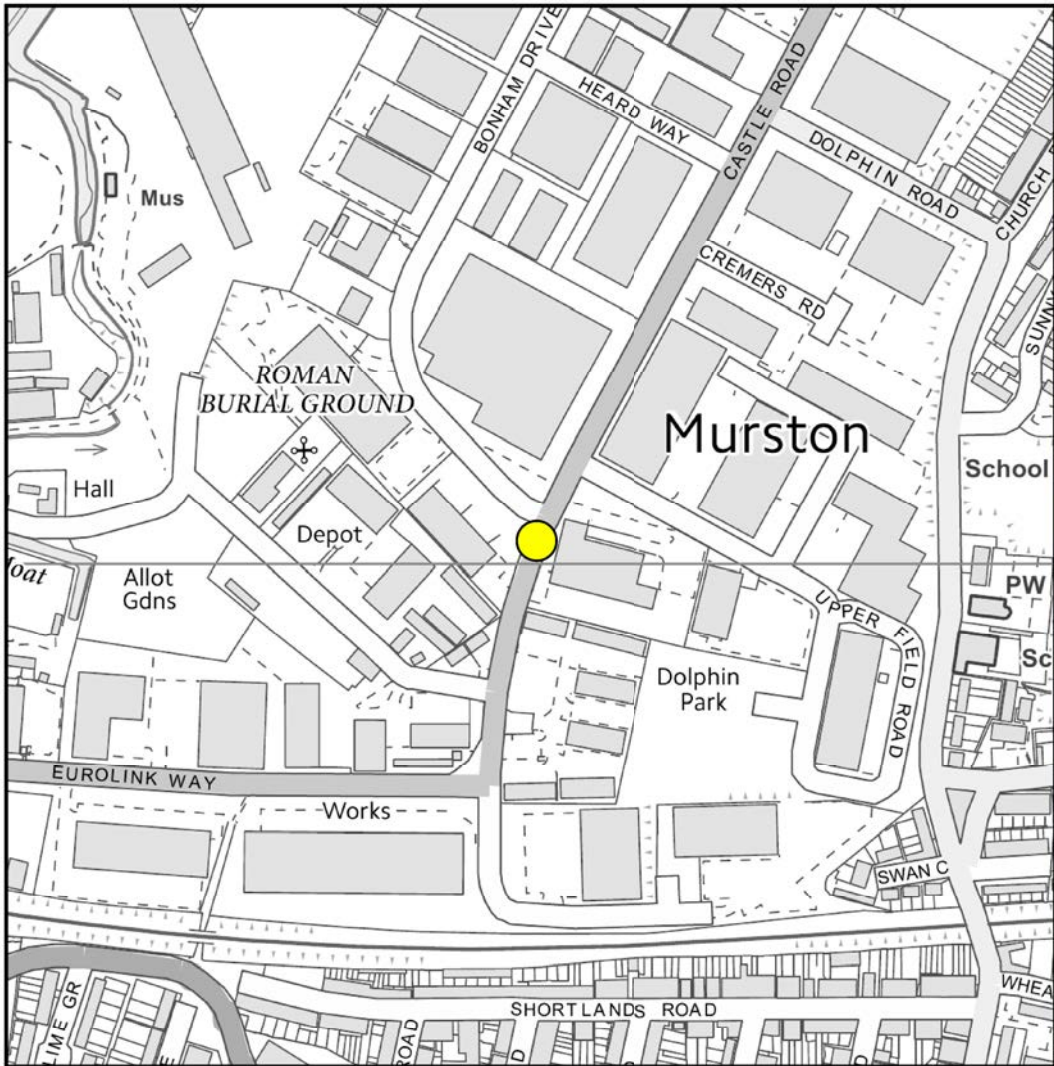 BONHAM DRIVE
HEARD WAY
CASTLE ROAD
DOLPHIN ROAD
CHURCH
Mus
CREMERS RD
SUNNY
ROMAN
BURIAL GROUND
Murston
School
Hall
Depot
Moat
Allot
Gdns
PW
UPPER FIELD ROAD
Sc
Dolphin
Park
EUROLINK WAY
Works
SWAN C
WHEA
SHORTLANDS ROAD
LIME GR
ROAD